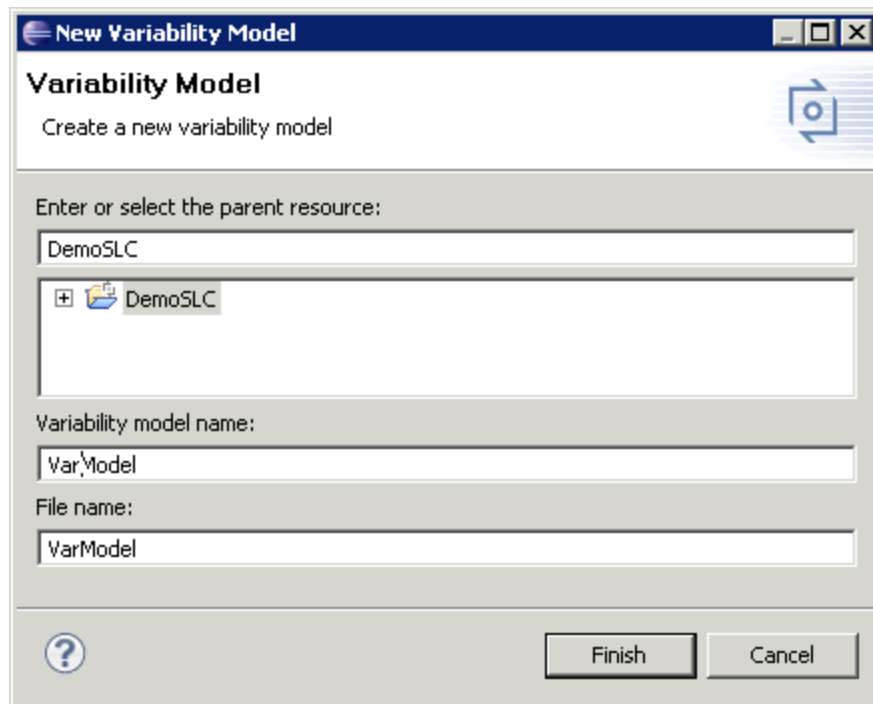 New Variability Model
Variability Model
Create a new variability model
Enter or select the parent resource:
DemoSLC
DemoSLC
Variability model name:
VarModel
File name:
VarModel
?
Finish
Cancel